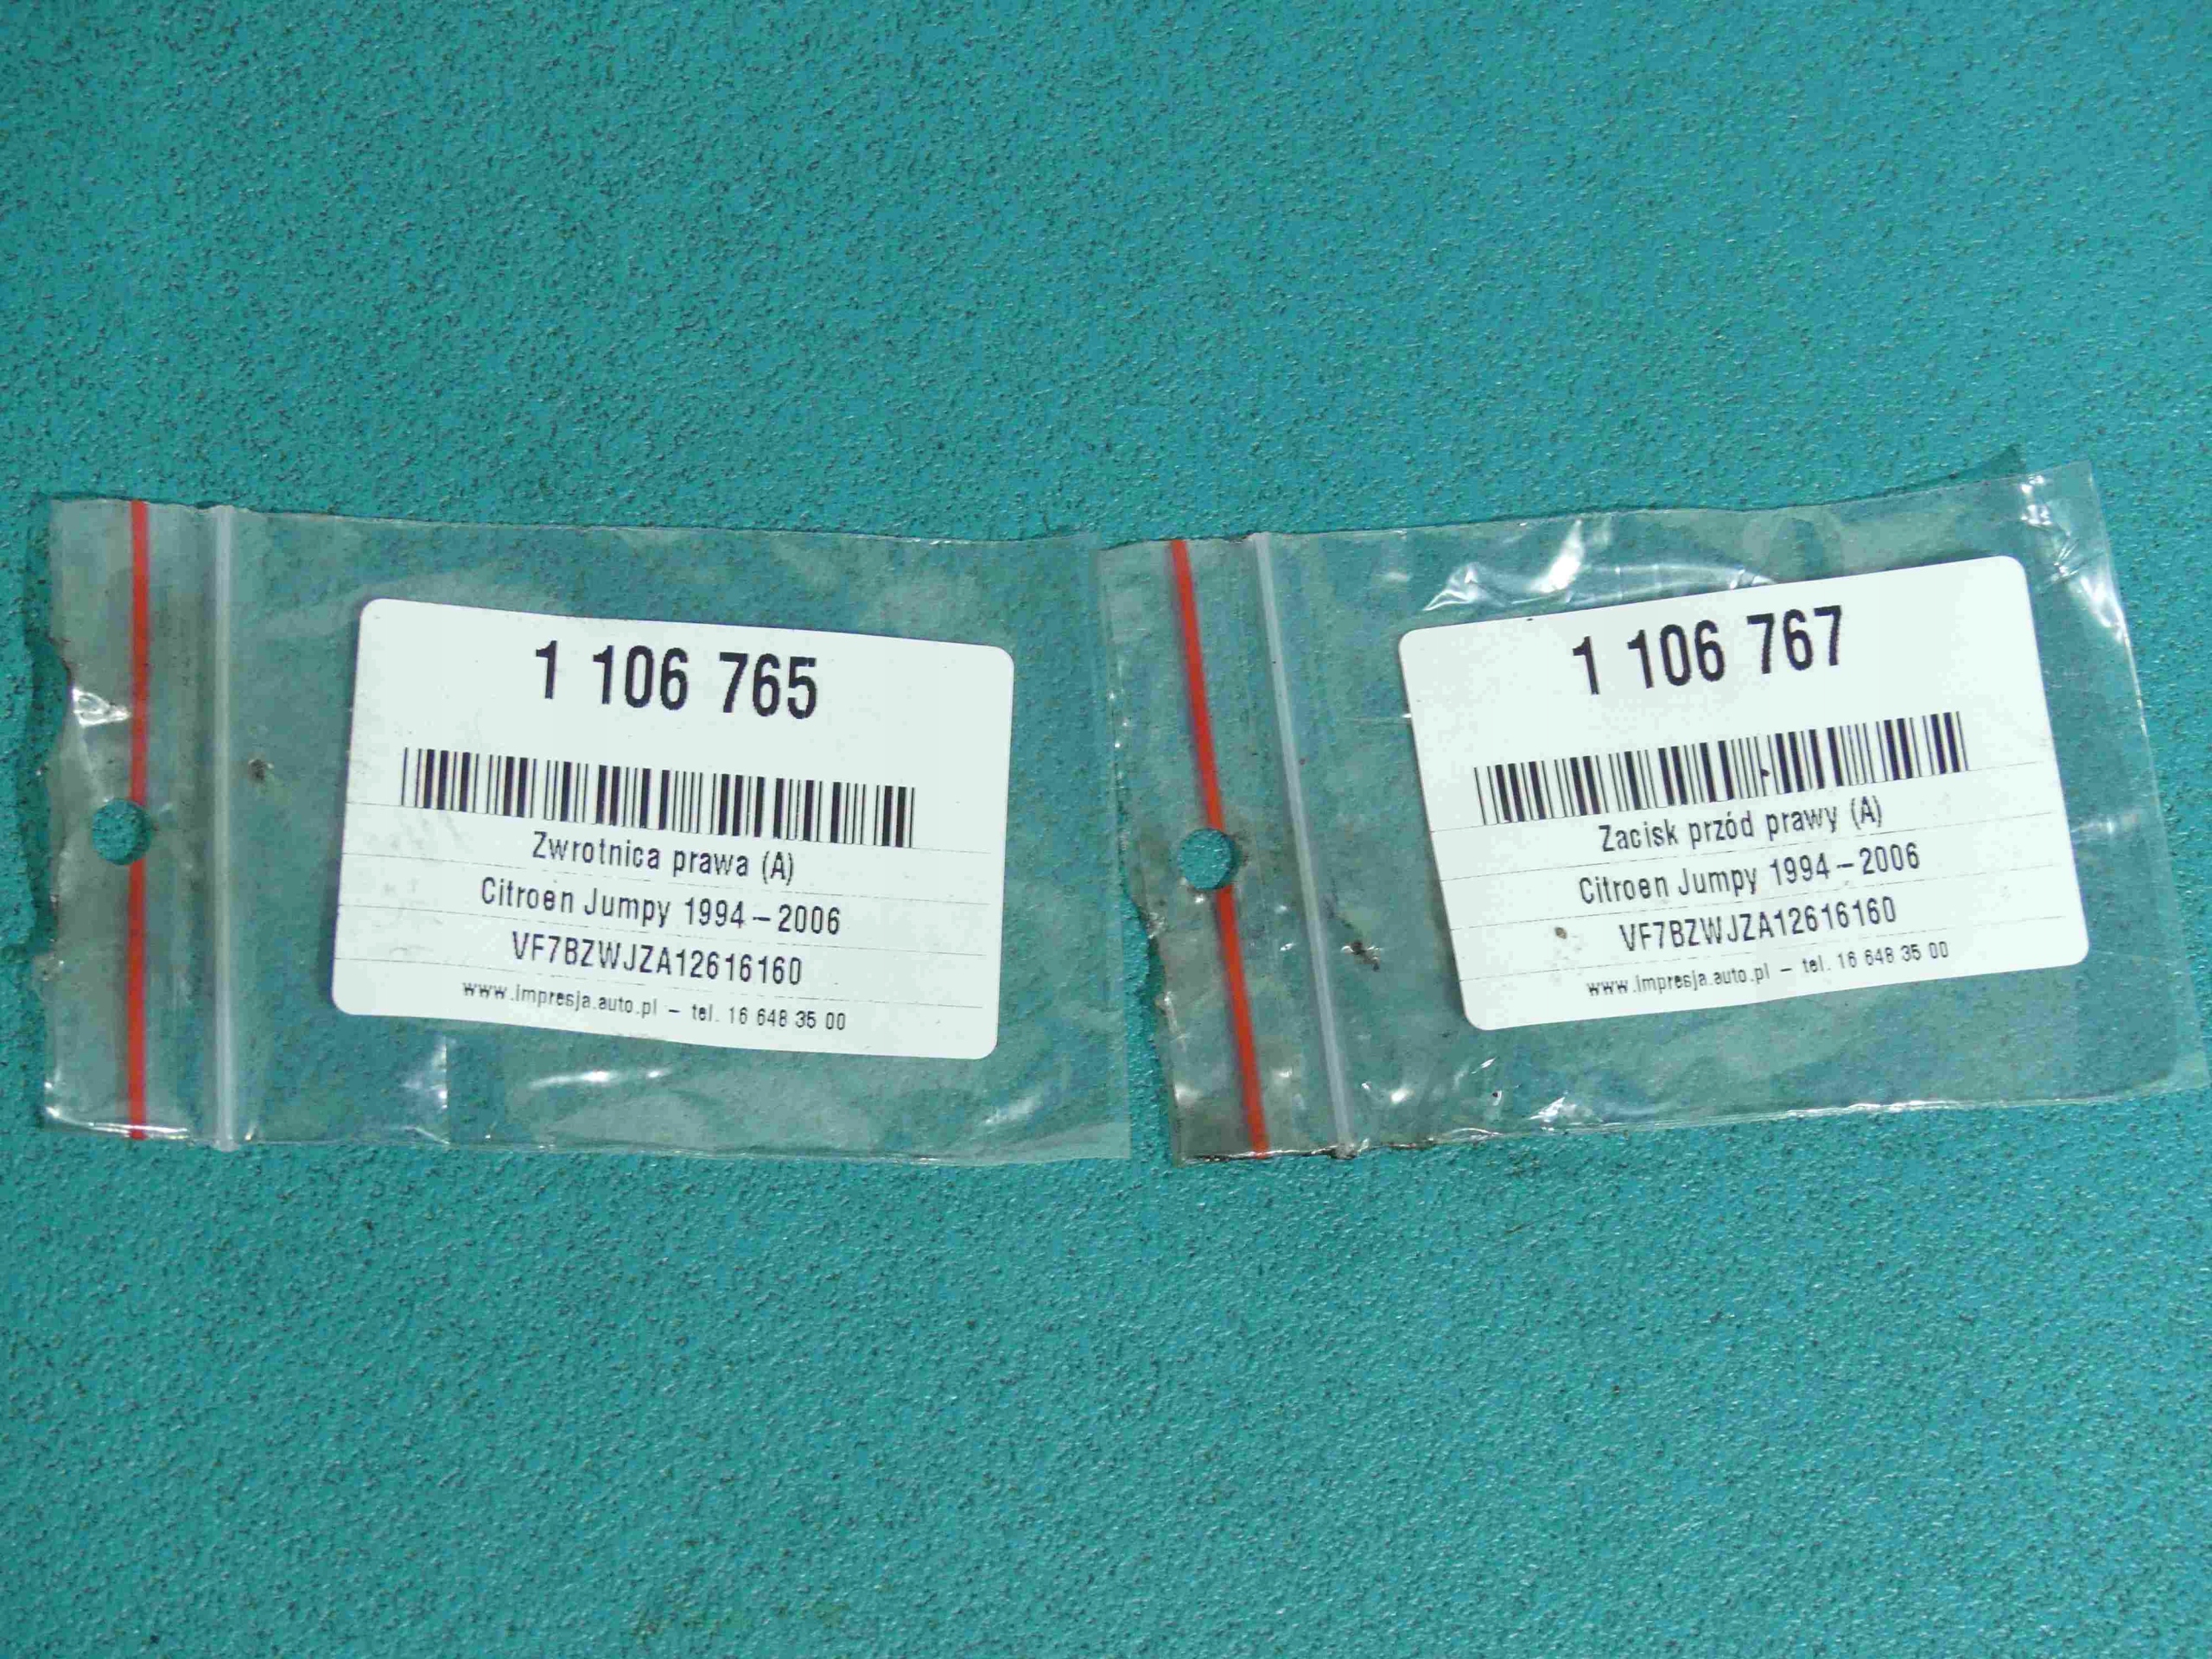 1 106 765
Zwrotnica prawa (A)
Citroen Jumpy 1994 – 2006
VF7BZWJZA12616160
www.impresja.auto.pl – tel. 16 648 35 00
1 106 767
Zacisk przód prawy (A)
Citroen Jumpy 1994 – 2006
VF7BZWJZA12616160
www.impresja.auto.pl – tel. 16 648 35 00